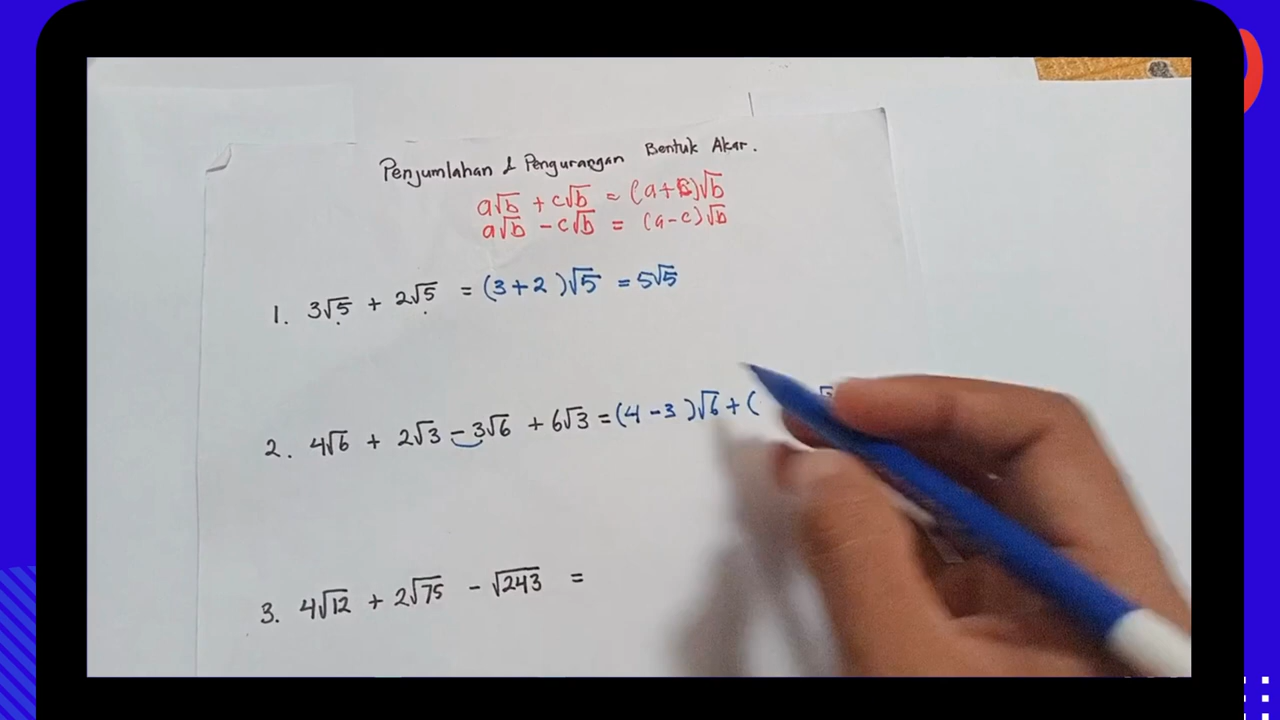 Penjumlahan & Pengurangan Bentuk Akar.
a√b + c√b = (a+c)√b
a√b - c√b = (a-c)√b
1. 3√5 + 2√5 = (3+2)√5 = 5√5
2. 4√6 + 2√3 - 3√6 + 6√3 = (4-3)√6 + (
3. 4√12 + 2√75 - √243 =